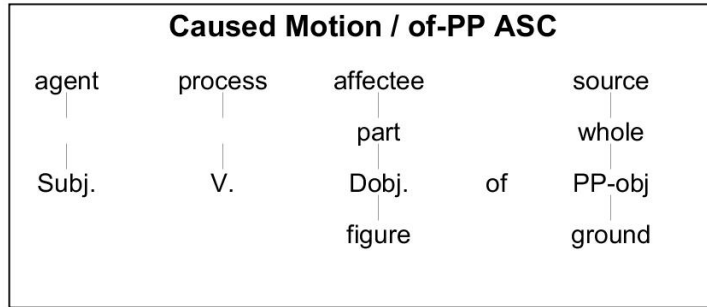 Caused Motion / of-PP ASC
agent process affectee source
part whole
Subj. V. Dobj. of PP-obj
figure ground